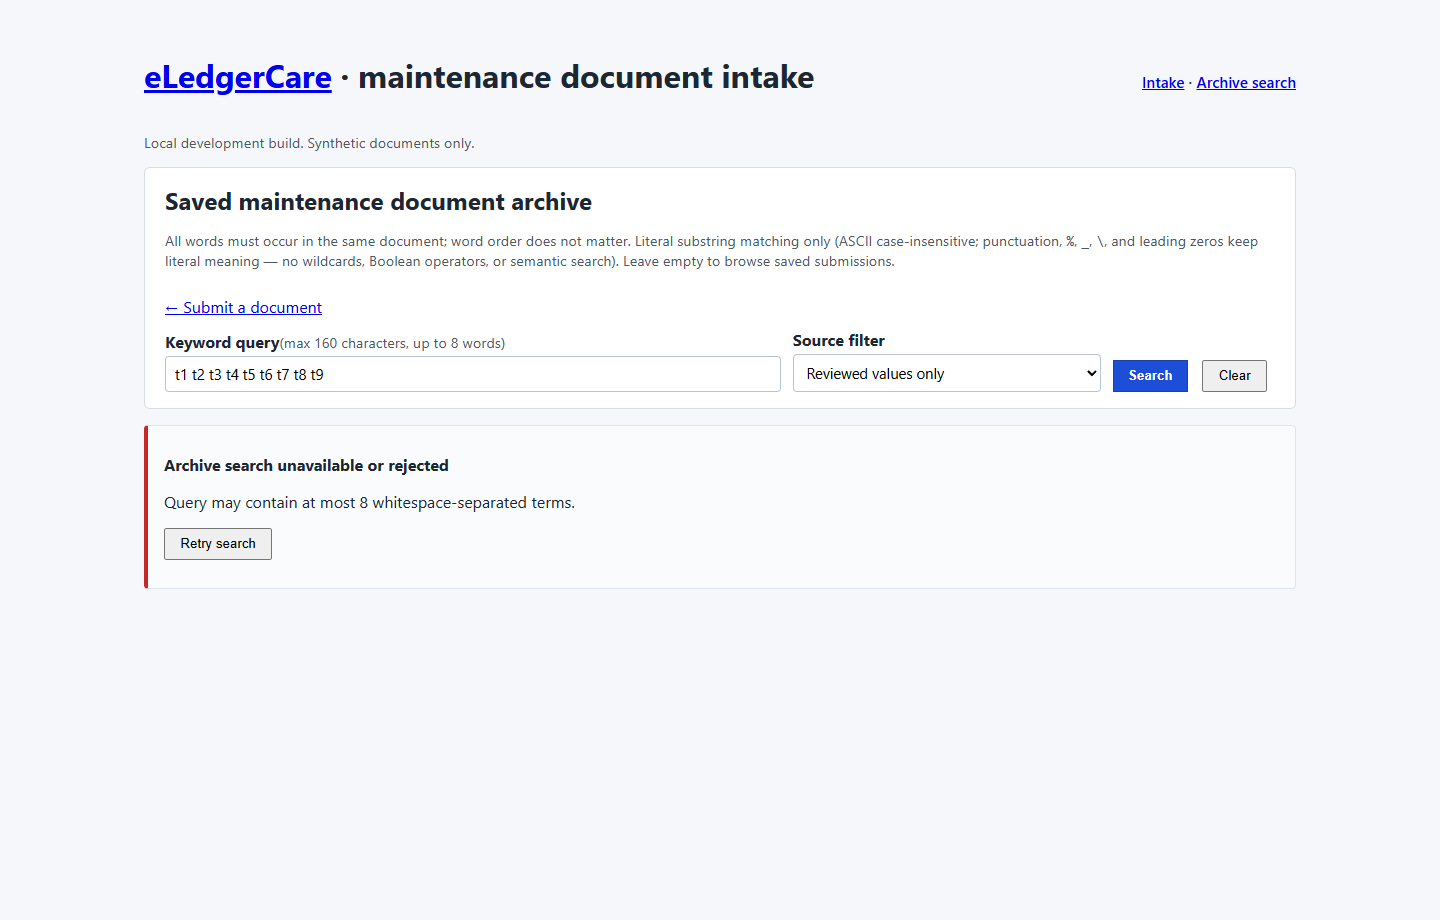 eLedgerCare · maintenance document intake
Intake · Archive search
Local development build. Synthetic documents only.
Saved maintenance document archive
All words must occur in the same document; word order does not matter. Literal substring matching only (ASCII case-insensitive; punctuation, %, _, \, and leading zeros keep
literal meaning — no wildcards, Boolean operators, or semantic search). Leave empty to browse saved submissions.
← Submit a document
Keyword query(max 160 characters, up to 8 words)
Source filter
t1 t2 t3 t4 t5 t6 t7 t8 t9
Reviewed values only
Search
Clear
Archive search unavailable or rejected
Query may contain at most 8 whitespace-separated terms.
Retry search